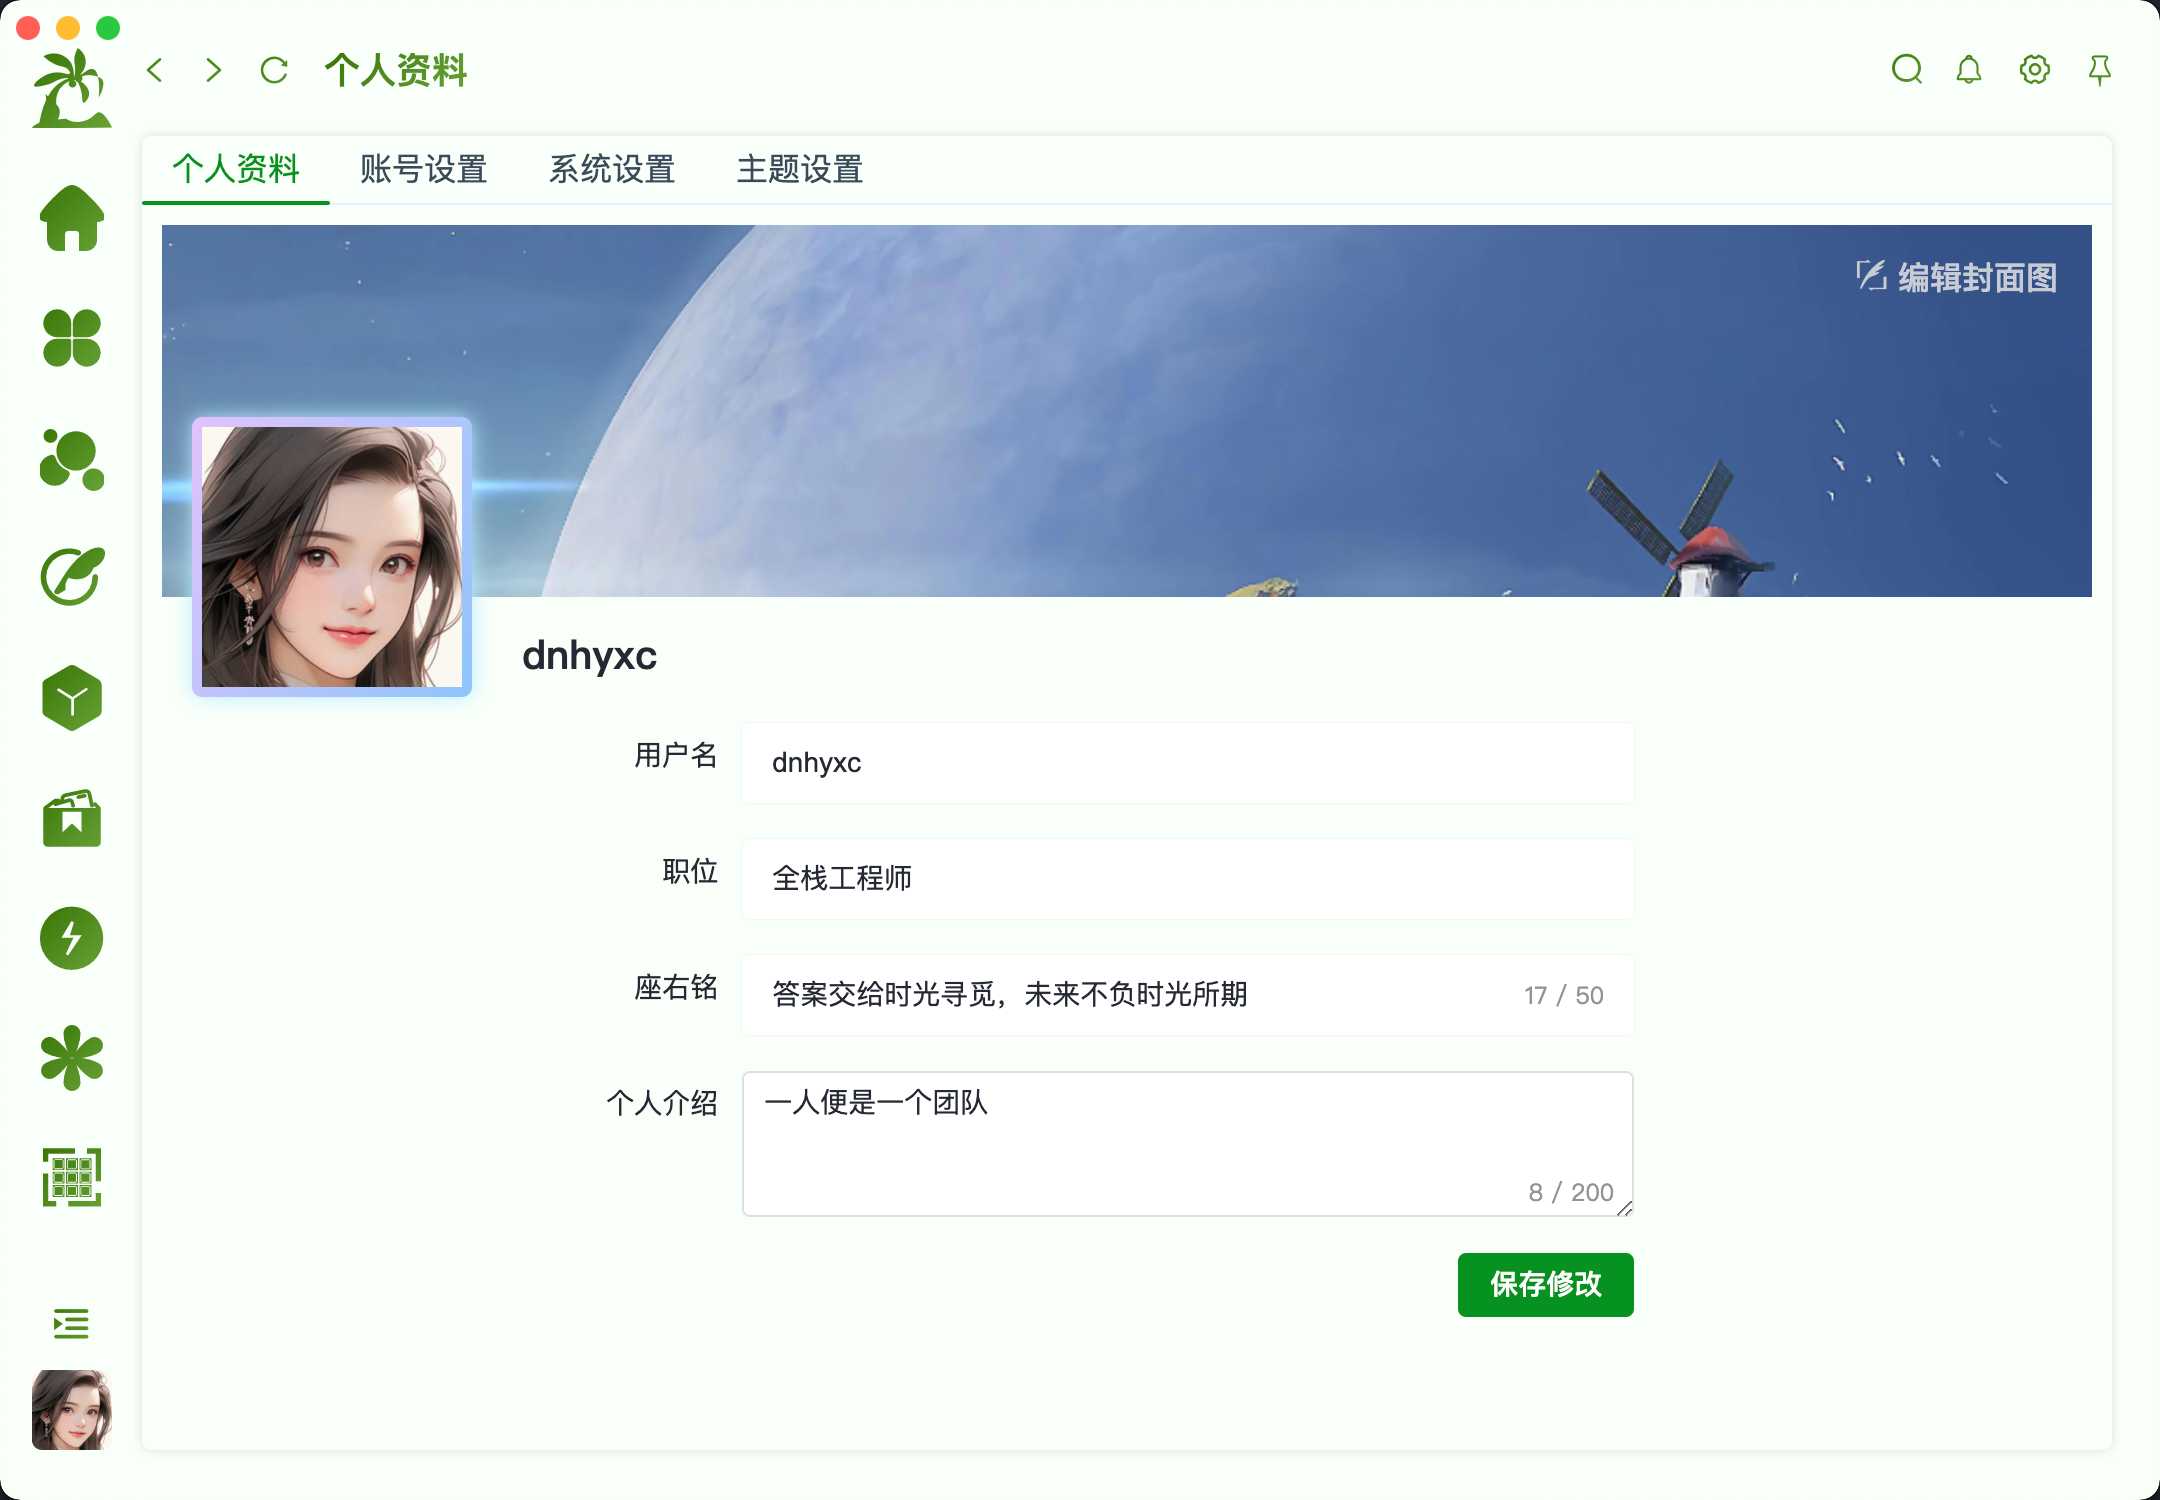 个人资料
个人资料 账号设置 系统设置 主题设置
编辑封面图
dnhyxc
用户名 dnhyxc
职位 全栈工程师
座右铭 答案交给时光寻觅，未来不负时光所期 17 / 50
个人介绍 一人便是一个团队
8 / 200
保存修改